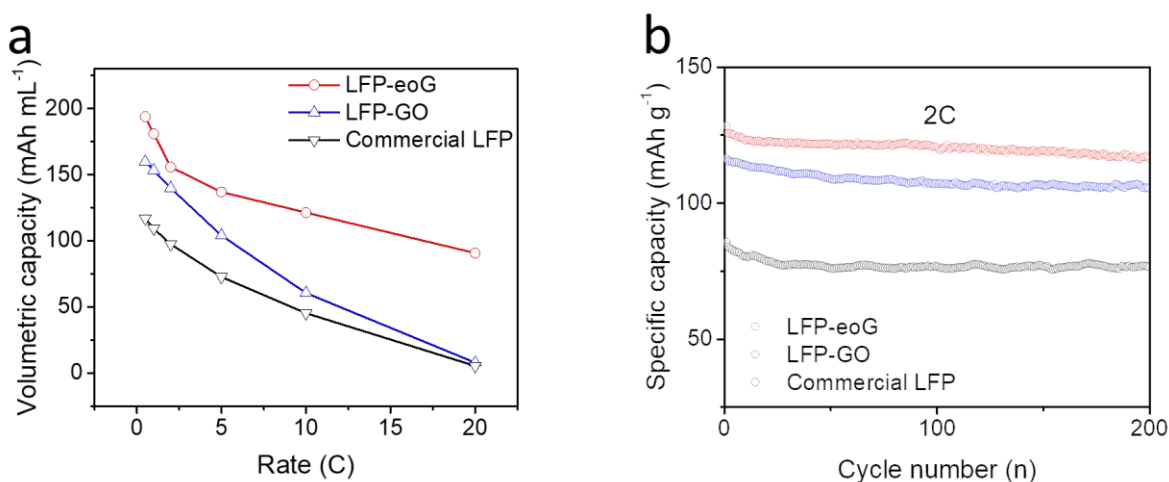 a
Volumetric capacity (mAh mL⁻¹)
200
150
100
50
0
LFP-eoG
LFP-GO
Commercial LFP
0 5 10 15 20
Rate (C)
b
Specific capacity (mAh g⁻¹)
150
100
50
2C
LFP-eoG
LFP-GO
Commercial LFP
0 100 200
Cycle number (n)